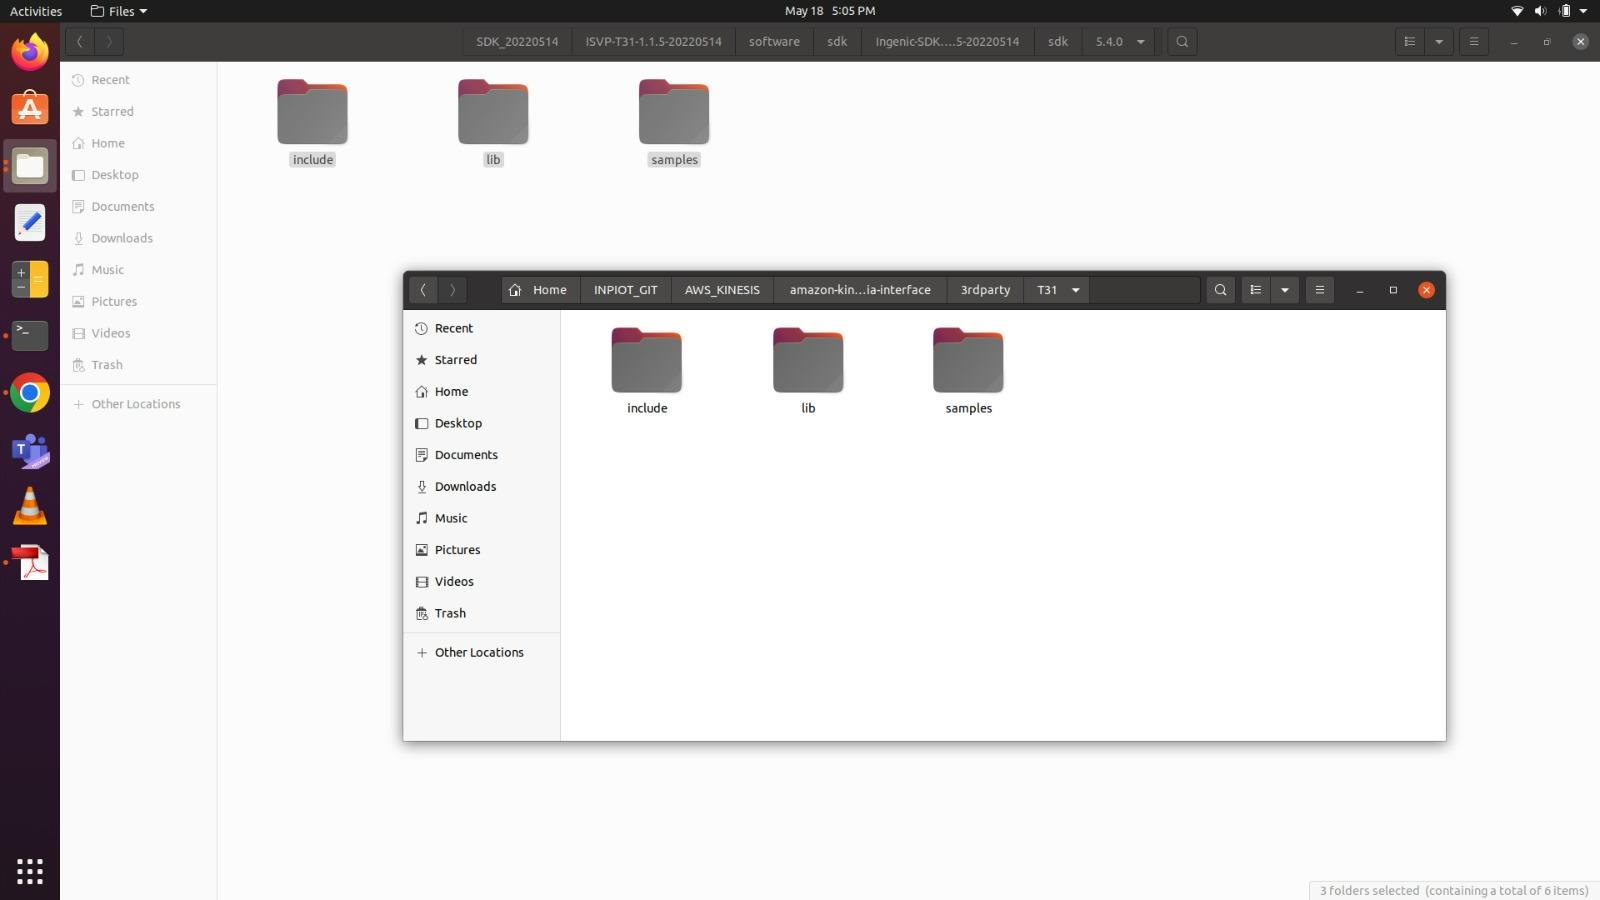 Activities Files May 18 5:05 PM
SDK_20220514 ISVP-T31-1.1.5-20220514 software sdk Ingenic-SDK....5-20220514 sdk 5.4.0
Recent
Starred
Home
Desktop
Documents
Downloads
Music
Pictures
Videos
Trash
Other Locations
include lib samples
Home INPIOT_GIT AWS_KINESIS amazon-kin...ia-interface 3rdparty T31
Recent
Starred
Home
Desktop
Documents
Downloads
Music
Pictures
Videos
Trash
Other Locations
include lib samples
3 folders selected (containing a total of 6 items)